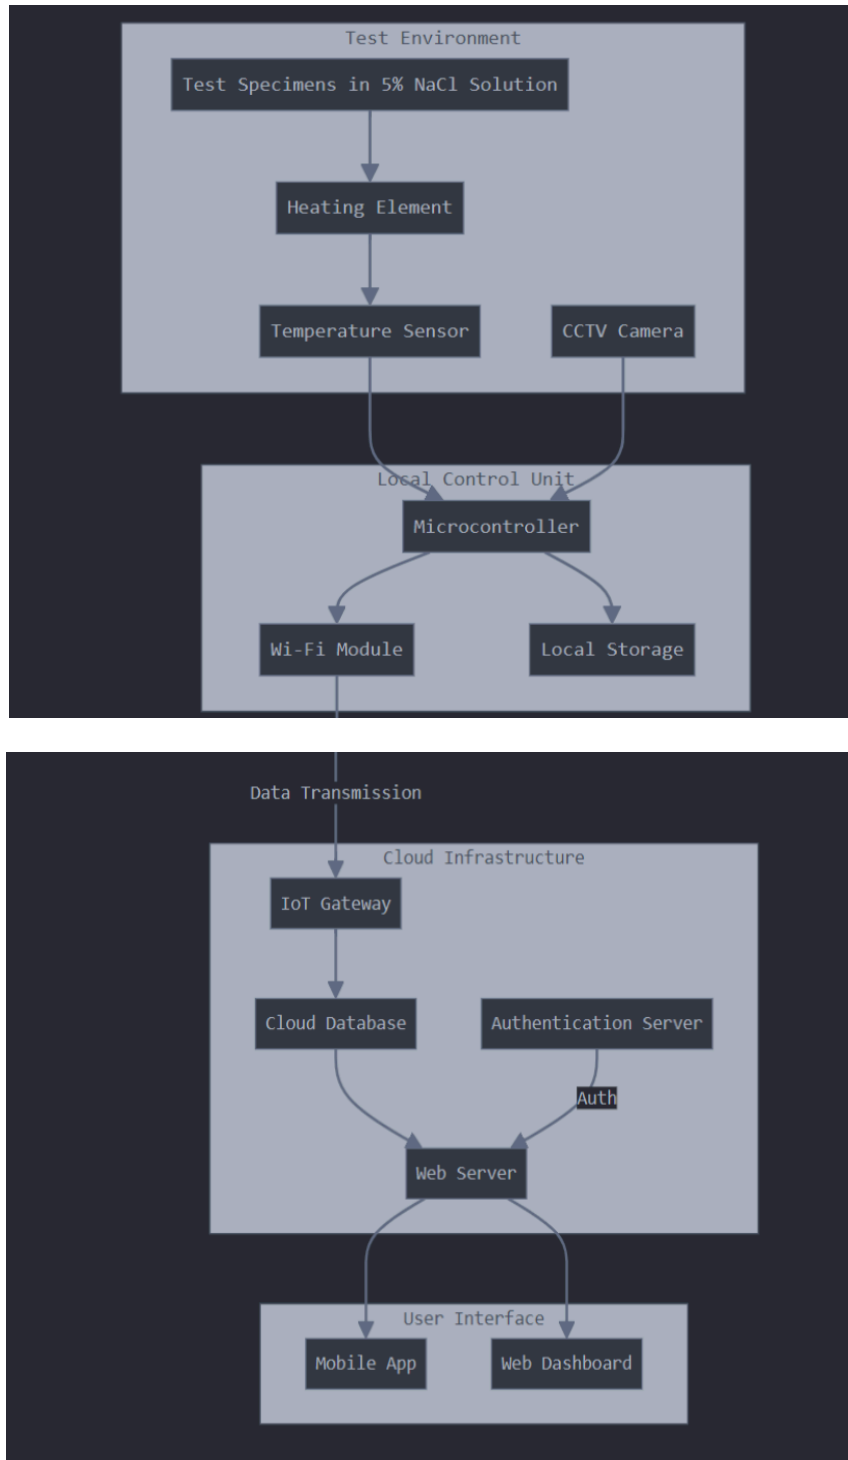 Test Environment
Test Specimens in 5% NaCl Solution
Heating Element
Temperature Sensor
CCTV Camera
Local Control Unit
Microcontroller
Wi-Fi Module
Local Storage
Data Transmission
Cloud Infrastructure
IoT Gateway
Cloud Database
Authentication Server
Auth
Web Server
User Interface
Mobile App
Web Dashboard